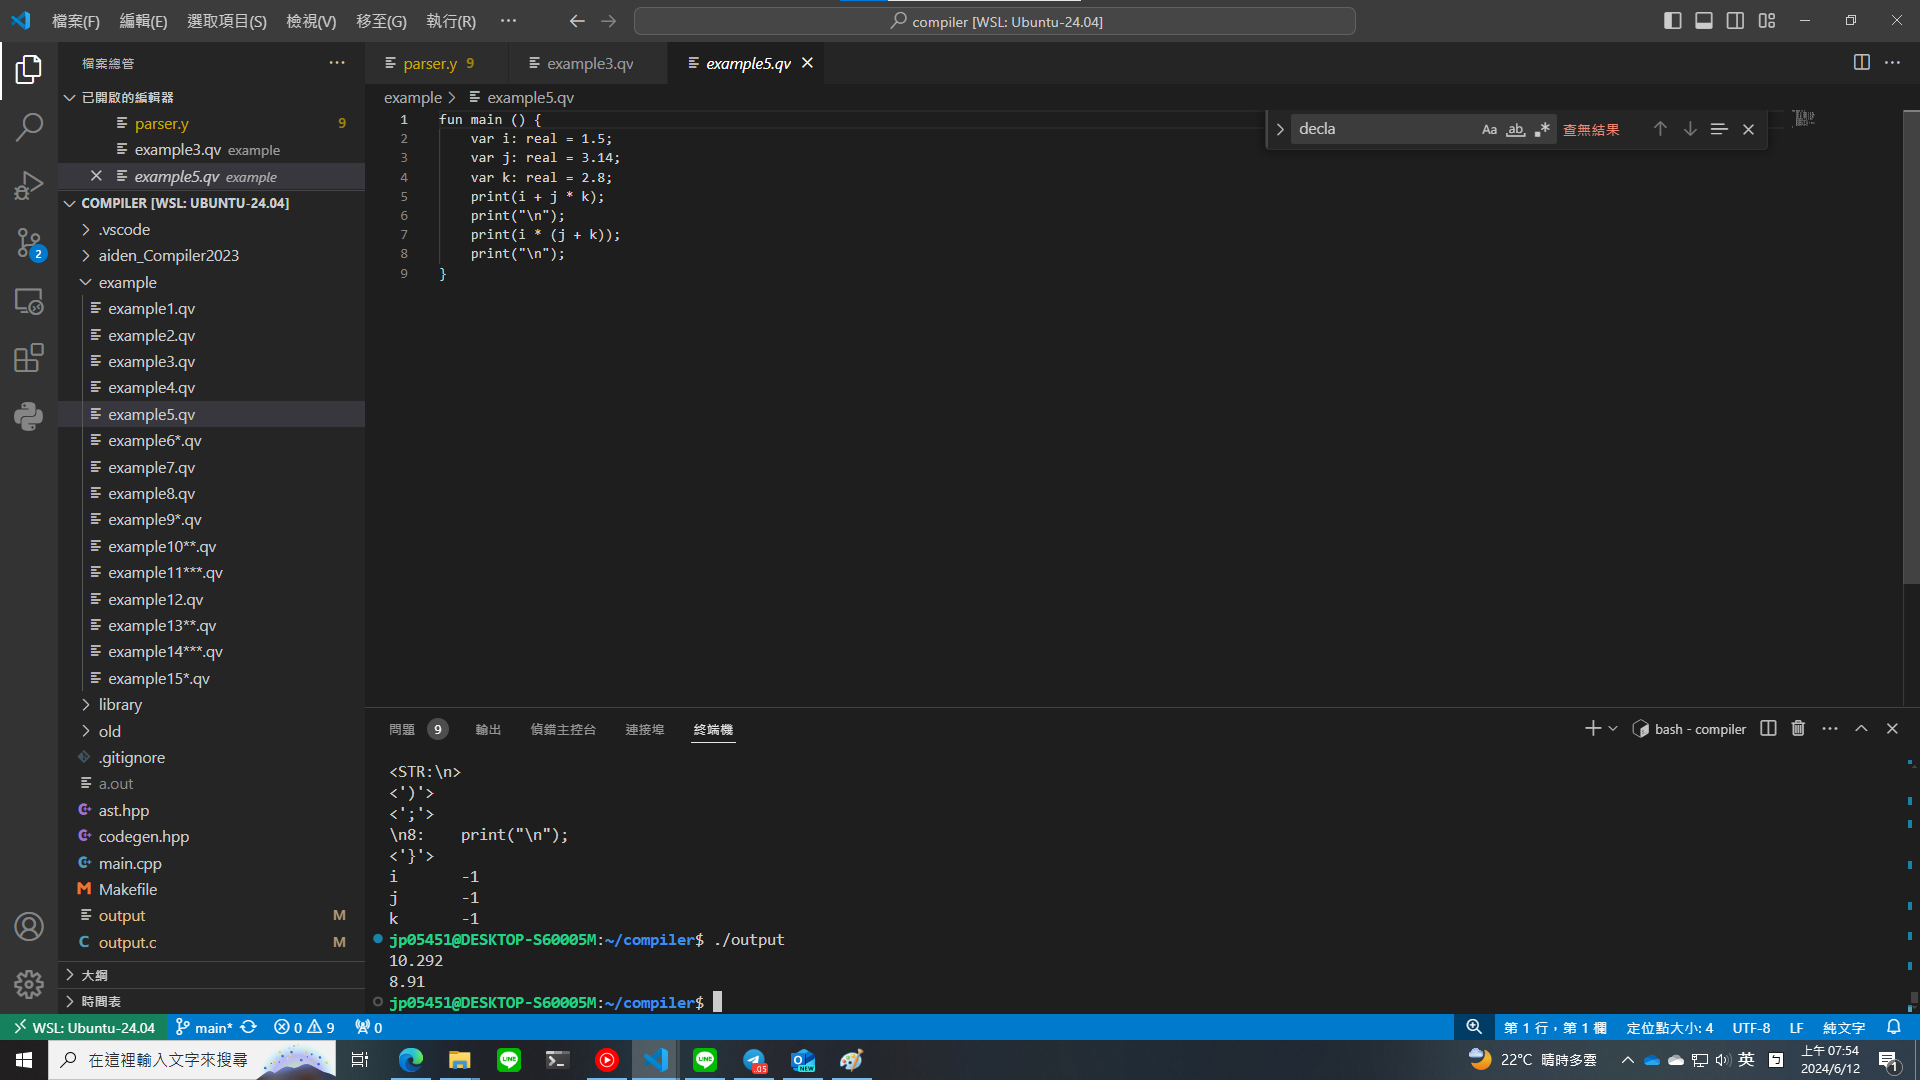 檔案(F) 編輯(E) 選取項目(S) 檢視(V) 移至(G) 執行(R) ··· compiler [WSL: Ubuntu-24.04]
檔案總管 ···
已開啟的編輯器
parser.y 9
example3.qv example
example5.qv example
COMPILER [WSL: UBUNTU-24.04]
.vscode
aiden_Compiler2023
example
example1.qv
example2.qv
example3.qv
example4.qv
example5.qv
example6*.qv
example7.qv
example8.qv
example9*.qv
example10**.qv
example11***.qv
example12.qv
example13**.qv
example14***.qv
example15*.qv
library
old
.gitignore
a.out
ast.hpp
codegen.hpp
main.cpp
Makefile
output M
output.c M
大綱
時間表
2
parser.y 9 example3.qv example5.qv
example > example5.qv
decla Aa ab 查無結果
1 fun main () {
2 var i: real = 1.5;
3 var j: real = 3.14;
4 var k: real = 2.8;
5 print(i + j * k);
6 print("\n");
7 print(i * (j + k));
8 print("\n");
9 }
問題 9 輸出 偵錯主控台 連接埠 終端機 bash - compiler
<STR:\n>
<')'>
<';'>
\n8:    print("\n");
<'}'>
i -1
j -1
k -1
jp05451@DESKTOP-S60005M:~/compiler$ ./output
10.292
8.91
jp05451@DESKTOP-S60005M:~/compiler$
WSL: Ubuntu-24.04 main* 0 9 0 第 1 行，第 1 欄 定位點大小: 4 UTF-8 LF 純文字
在這裡輸入文字來搜尋 22°C 晴時多雲 英 上午 07:54
2024/6/12